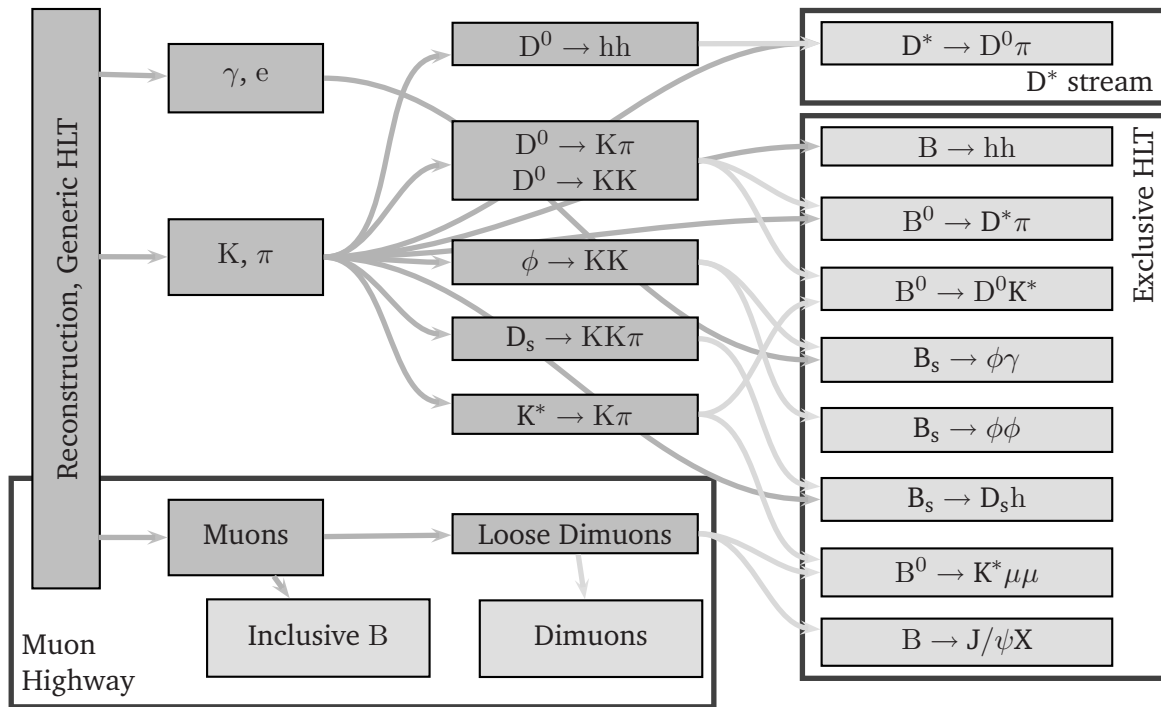 Reconstruction, Generic HLT
γ, e
K, π
D⁰ → hh
D⁰ → Kπ
D⁰ → KK
ϕ → KK
Dₛ → KKπ
K* → Kπ
D* → D⁰π
D* stream
Exclusive HLT
B → hh
B⁰ → D*π
B⁰ → D⁰K*
Bₛ → ϕγ
Bₛ → ϕϕ
Bₛ → Dₛh
B⁰ → K*μμ
B → J/ψX
Muons
Loose Dimuons
Inclusive B
Dimuons
Muon
Highway